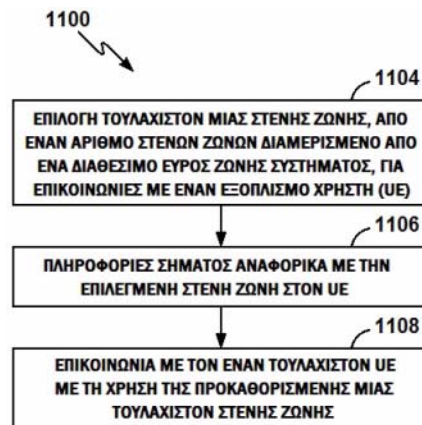 1100
1104
ΕΠΙΛΟΓΗ ΤΟΥΛΑΧΙΣΤΟΝ ΜΙΑΣ ΣΤΕΝΗΣ ΖΩΝΗΣ, ΑΠΟ
ΕΝΑΝ ΑΡΙΘΜΟ ΣΤΕΝΩΝ ΖΩΝΩΝ ΔΙΑΜΕΡΙΣΜΕΝΟ ΑΠΟ
ΕΝΑ ΔΙΑΘΕΣΙΜΟ ΕΥΡΟΣ ΖΩΝΗΣ ΣΥΣΤΗΜΑΤΟΣ, ΓΙΑ
ΕΠΙΚΟΙΝΩΝΙΕΣ ΜΕ ΕΝΑΝ ΕΞΟΠΛΙΣΜΟ ΧΡΗΣΤΗ (UE)
1106
ΠΛΗΡΟΦΟΡΙΕΣ ΣΗΜΑΤΟΣ ΑΝΑΦΟΡΙΚΑ ΜΕ ΤΗΝ
ΕΠΙΛΕΓΜΕΝΗ ΣΤΕΝΗ ΖΩΝΗ ΣΤΟΝ UE
1108
ΕΠΙΚΟΙΝΩΝΙΑ ΜΕ ΤΟΝ ΕΝΑΝ ΤΟΥΛΑΧΙΣΤΟΝ UE
ΜΕ ΤΗ ΧΡΗΣΗ ΤΗΣ ΠΡΟΚΑΘΟΡΙΣΜΕΝΗΣ ΜΙΑΣ
ΤΟΥΛΑΧΙΣΤΟΝ ΣΤΕΝΗΣ ΖΩΝΗΣ